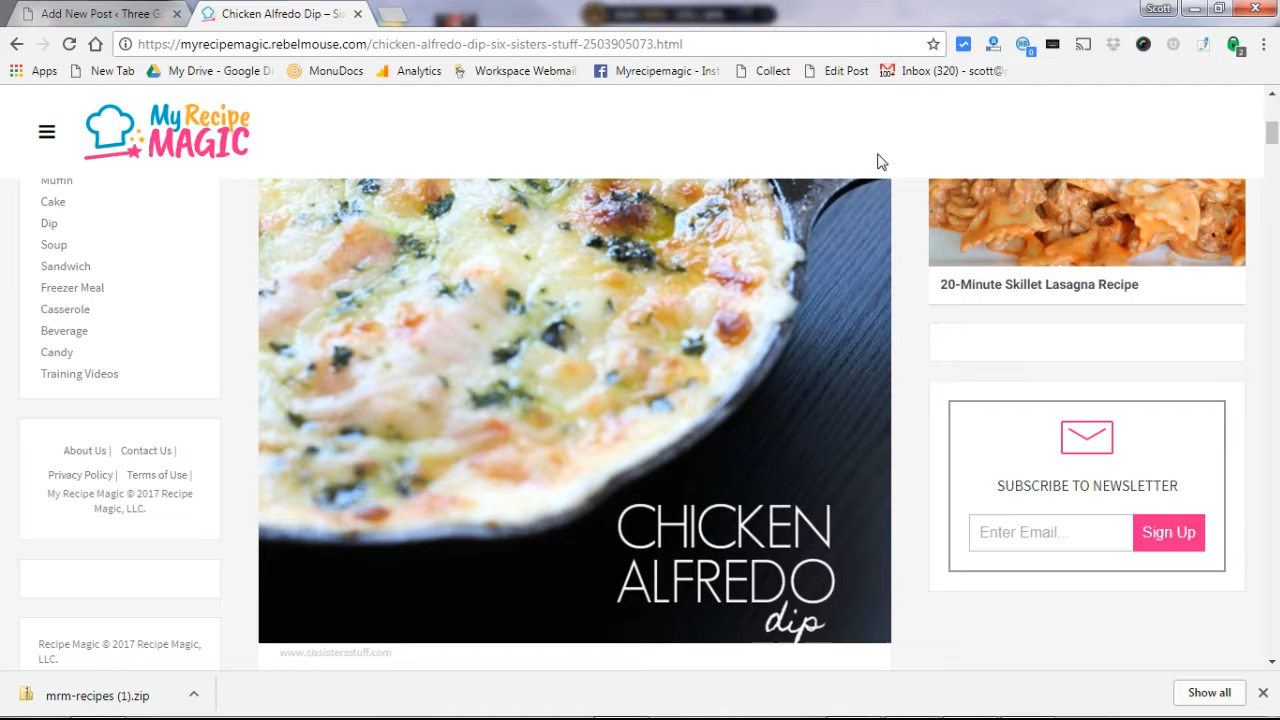 Add New Post ‹ Three Gu
Chicken Alfredo Dip – Six
Scott
https://myrecipemagic.rebelmouse.com/chicken-alfredo-dip-six-sisters-stuff-2503905073.html
Apps
New Tab
My Drive - Google Dr
MonuDocs
Analytics
Workspace Webmail
Myrecipemagic - Inst
Collect
Edit Post
Inbox (320) - scott@r
My Recipe
MAGIC
Muffin
Cake
Dip
Soup
Sandwich
Freezer Meal
Casserole
Beverage
Candy
Training Videos
About Us | Contact Us |
Privacy Policy | Terms of Use |
My Recipe Magic © 2017 Recipe
Magic, LLC.
Recipe Magic © 2017 Recipe Magic,
LLC.
CHICKEN
ALFREDO
dip
www.sixsistersstuff.com
20-Minute Skillet Lasagna Recipe
SUBSCRIBE TO NEWSLETTER
Enter Email...
Sign Up
mrm-recipes (1).zip
Show all